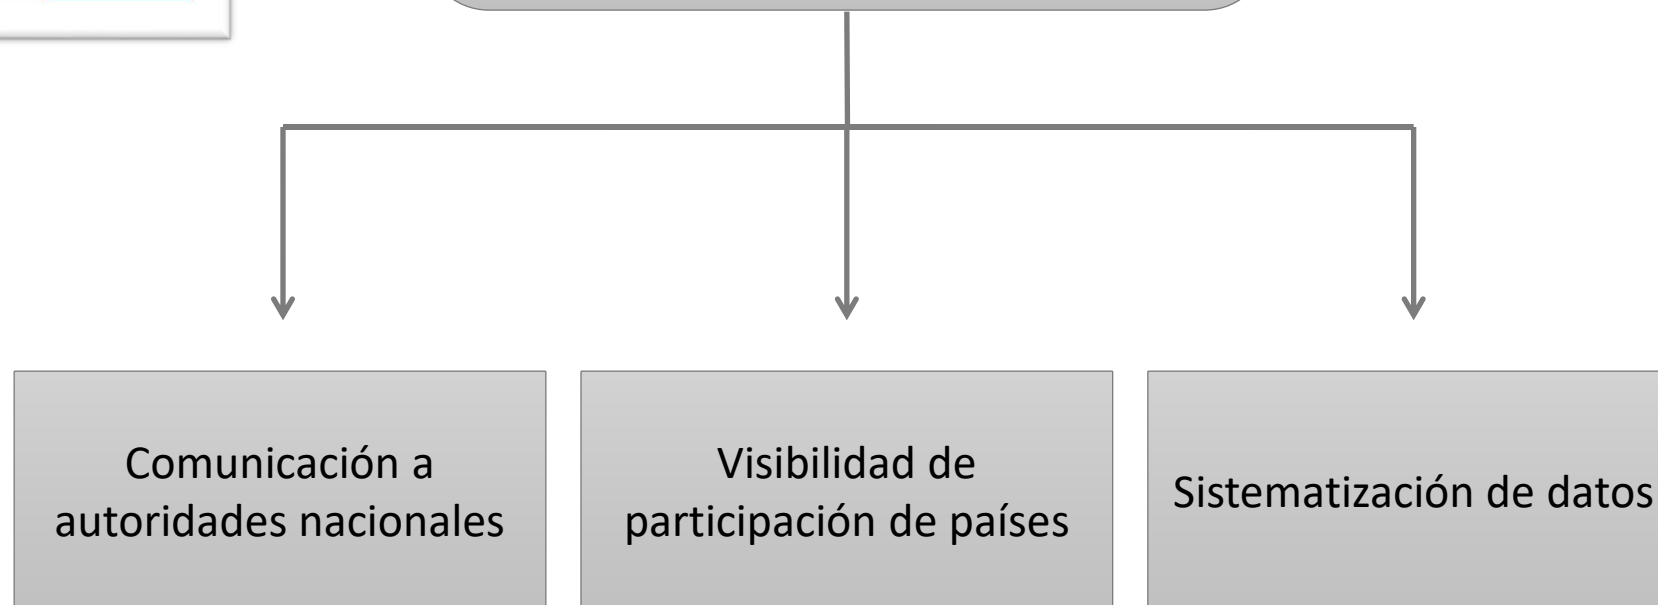 Comunicación a
autoridades nacionales
Visibilidad de
participación de países
Sistematización de datos